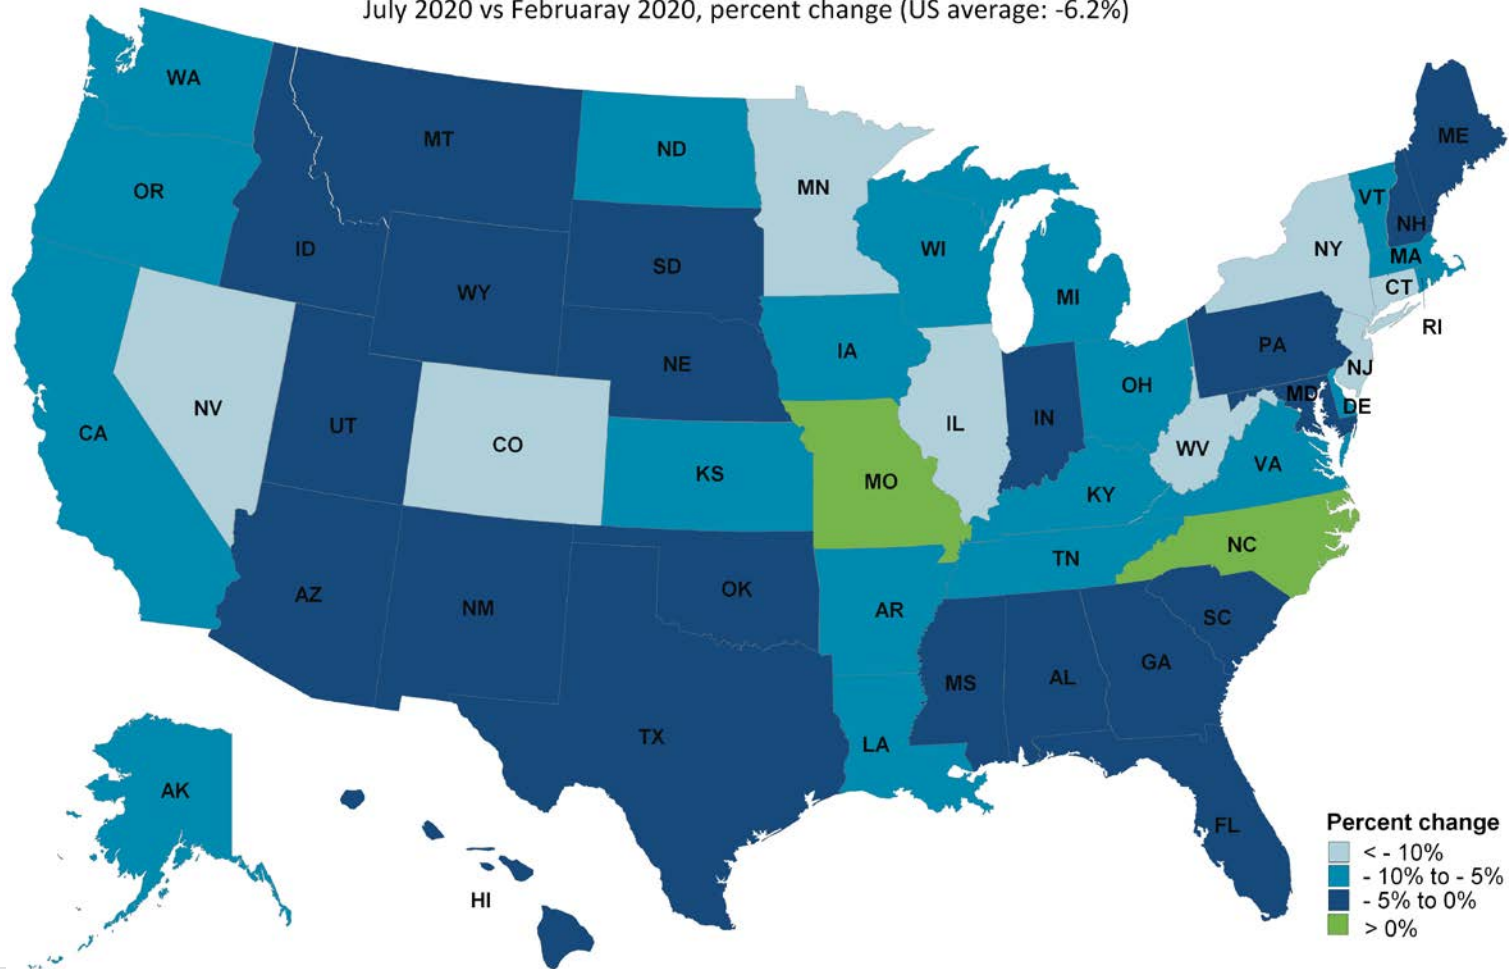 July 2020 vs Februaray 2020, percent change (US average: -6.2%)
WA
MT
ND
MN
ME
OR
ID
SD
WI
VT
NH
NY
MA
WY
MI
CT
RI
IA
NE
PA
NJ
OH
MD
DE
NV
UT
CO
IL
IN
WV
CA
KS
MO
KY
VA
NC
TN
AZ
NM
OK
AR
SC
MS
AL
GA
TX
LA
AK
FL
HI
Percent change
< - 10%
- 10% to - 5%
- 5% to 0%
> 0%